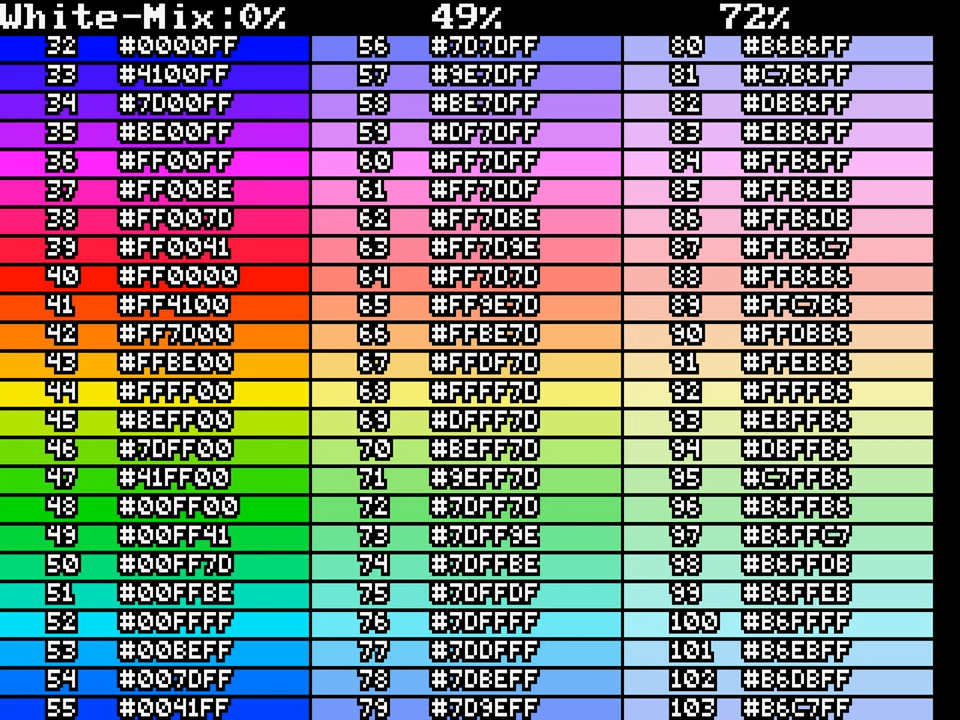 White-Mix:0% 49% 72%
32 #0000FF 56 #7D7DFF 80 #B6B6FF
33 #4100FF 57 #9E7DFF 81 #C7B6FF
34 #7D00FF 58 #BE7DFF 82 #DBB6FF
35 #BE00FF 59 #DF7DFF 83 #EBB6FF
36 #FF00FF 60 #FF7DFF 84 #FFB6FF
37 #FF00BE 61 #FF7DDF 85 #FFB6EB
38 #FF007D 62 #FF7DBE 86 #FFB6DB
39 #FF0041 63 #FF7D9E 87 #FFB6C7
40 #FF0000 64 #FF7D7D 88 #FFB6B6
41 #FF4100 65 #FF9E7D 89 #FFC7B6
42 #FF7D00 66 #FFBE7D 90 #FFDBB6
43 #FFBE00 67 #FFDF7D 91 #FFEBB6
44 #FFFF00 68 #FFFF7D 92 #FFFFB6
45 #BEFF00 69 #DFFF7D 93 #EBFFB6
46 #7DFF00 70 #BEFF7D 94 #DBFFB6
47 #41FF00 71 #9EFF7D 95 #C7FFB6
48 #00FF00 72 #7DFF7D 96 #B6FFB6
49 #00FF41 73 #7DFF9E 97 #B6FFC7
50 #00FF7D 74 #7DFFBE 98 #B6FFDB
51 #00FFBE 75 #7DFFDF 99 #B6FFEB
52 #00FFFF 76 #7DFFFF 100 #B6FFFF
53 #00BEFF 77 #7DDFFF 101 #B6EBFF
54 #007DFF 78 #7DBEFF 102 #B6DBFF
55 #0041FF 79 #7D9EFF 103 #B6C7FF